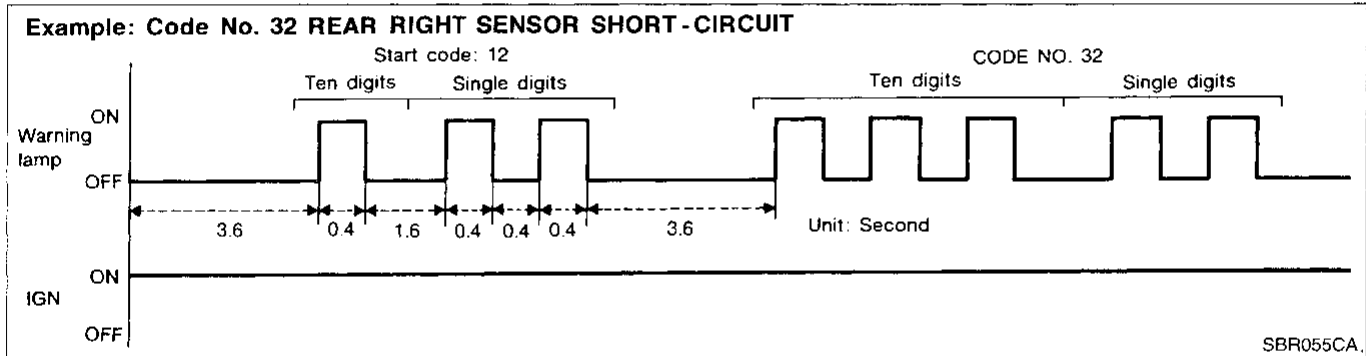 Example: Code No. 32 REAR RIGHT SENSOR SHORT-CIRCUIT
Start code: 12
CODE NO. 32
Ten digits Single digits Ten digits Single digits
ON
Warning
lamp
OFF
3.6 0.4 1.6 0.4 0.4 0.4 3.6 Unit: Second
ON
IGN
OFF
SBR055CA